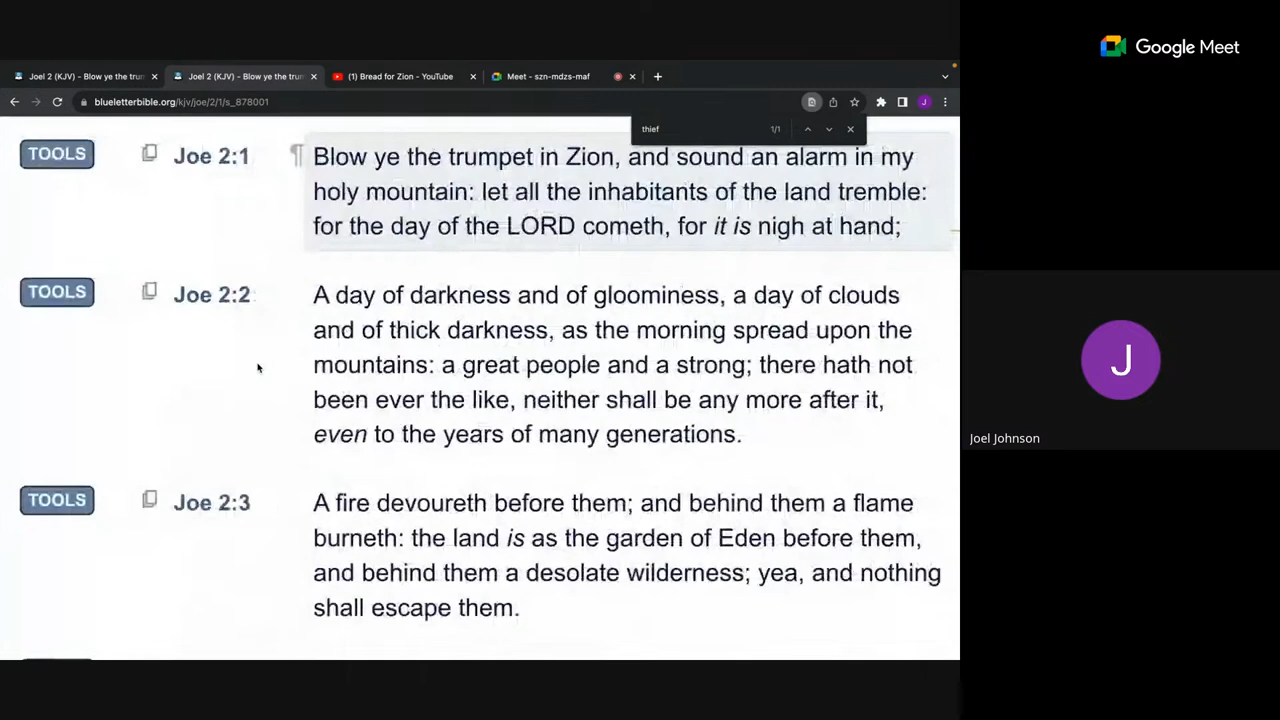 Google Meet
Joel 2 (KJV) - Blow ye the trum
Joel 2 (KJV) - Blow ye the trum
(1) Bread for Zion - YouTube
Meet - szn-mdzs-maf
blueletterbible.org/kjv/joe/2/1/s_878001
J
thief
1/1
TOOLS
Joe 2:1
¶ Blow ye the trumpet in Zion, and sound an alarm in my
holy mountain: let all the inhabitants of the land tremble:
for the day of the LORD cometh, for it is nigh at hand;
TOOLS
Joe 2:2
A day of darkness and of gloominess, a day of clouds
and of thick darkness, as the morning spread upon the
mountains: a great people and a strong; there hath not
been ever the like, neither shall be any more after it,
even to the years of many generations.
TOOLS
Joe 2:3
A fire devoureth before them; and behind them a flame
burneth: the land is as the garden of Eden before them,
and behind them a desolate wilderness; yea, and nothing
shall escape them.
J
Joel Johnson